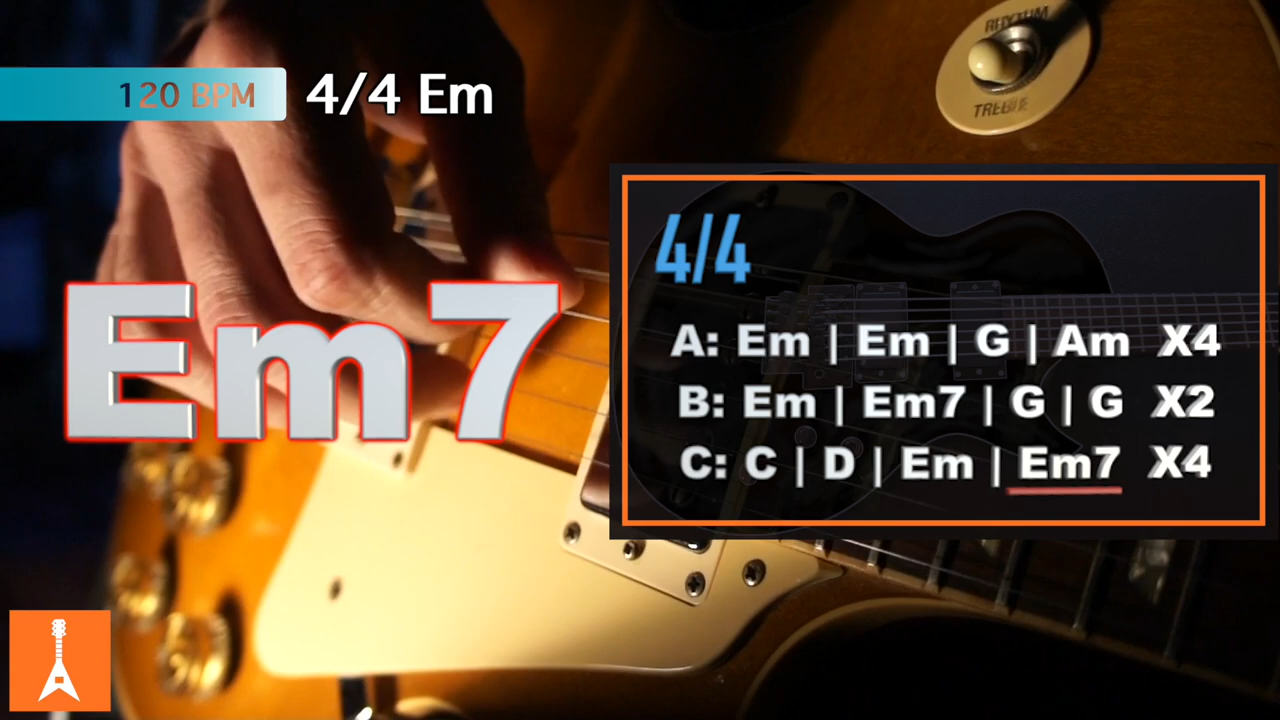 RHYTHM
TREBLE
120 BPM 4/4 Em
4/4
Em7
A: Em | Em | G | Am X4
B: Em | Em7 | G | G X2
C: C | D | Em | Em7 X4